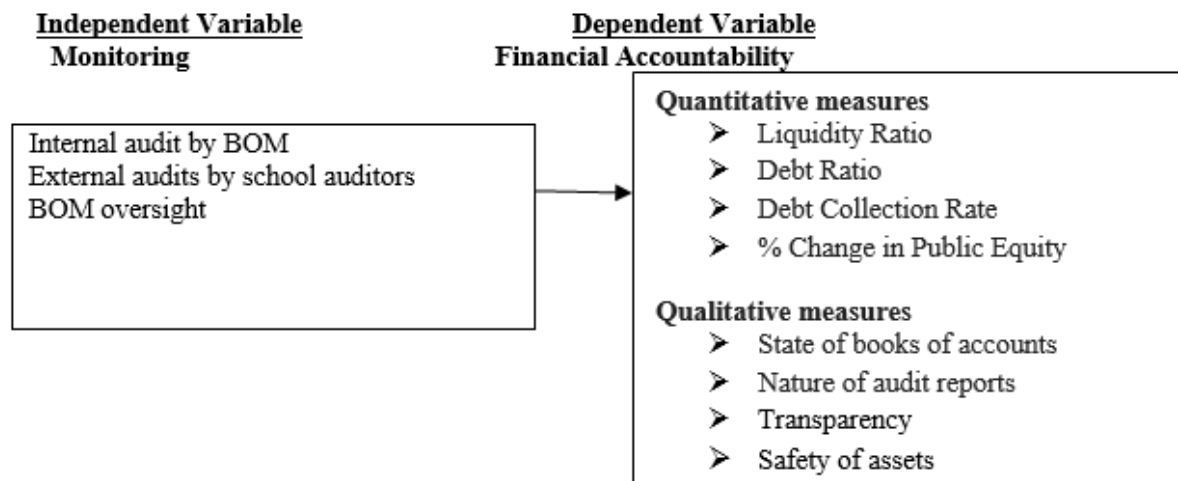 Independent Variable
Monitoring
Dependent Variable
Financial Accountability
Internal audit by BOM
External audits by school auditors
BOM oversight
Quantitative measures
➤ Liquidity Ratio
➤ Debt Ratio
➤ Debt Collection Rate
➤ % Change in Public Equity
Qualitative measures
➤ State of books of accounts
➤ Nature of audit reports
➤ Transparency
➤ Safety of assets